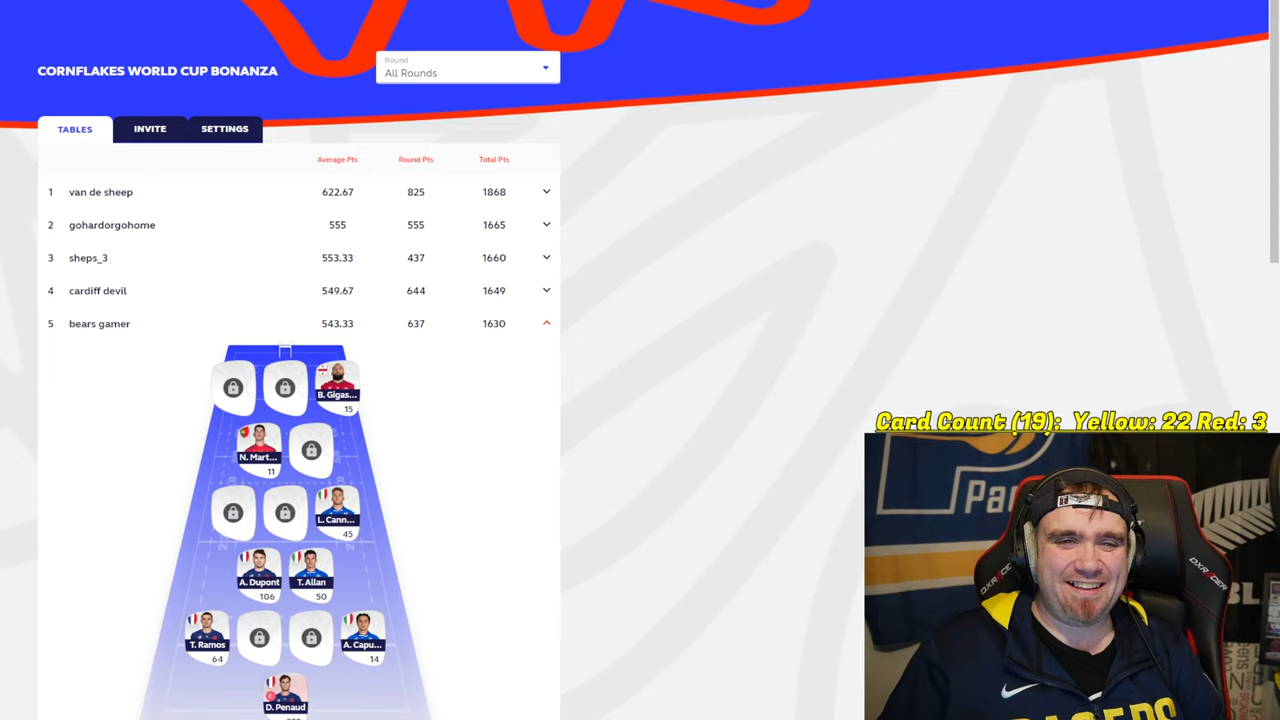 Round
CORNFLAKES WORLD CUP BONANZA
All Rounds
TABLES INVITE SETTINGS
Average Pts Round Pts Total Pts
1 van de sheep 622.67 825 1868
2 gohardorgohome 555 555 1665
3 sheps_3 553.33 437 1660
4 cardiff devil 549.67 644 1649
5 bears gamer 543.33 637 1630
B. Gigas...
15
N. Mart...
11
L. Cann...
45
A. Dupont T. Allan
106 50
T. Ramos A. Capu...
64 14
D. Penaud
Card Count (19): Yellow: 22 Red: 3
Pa
DXRACER